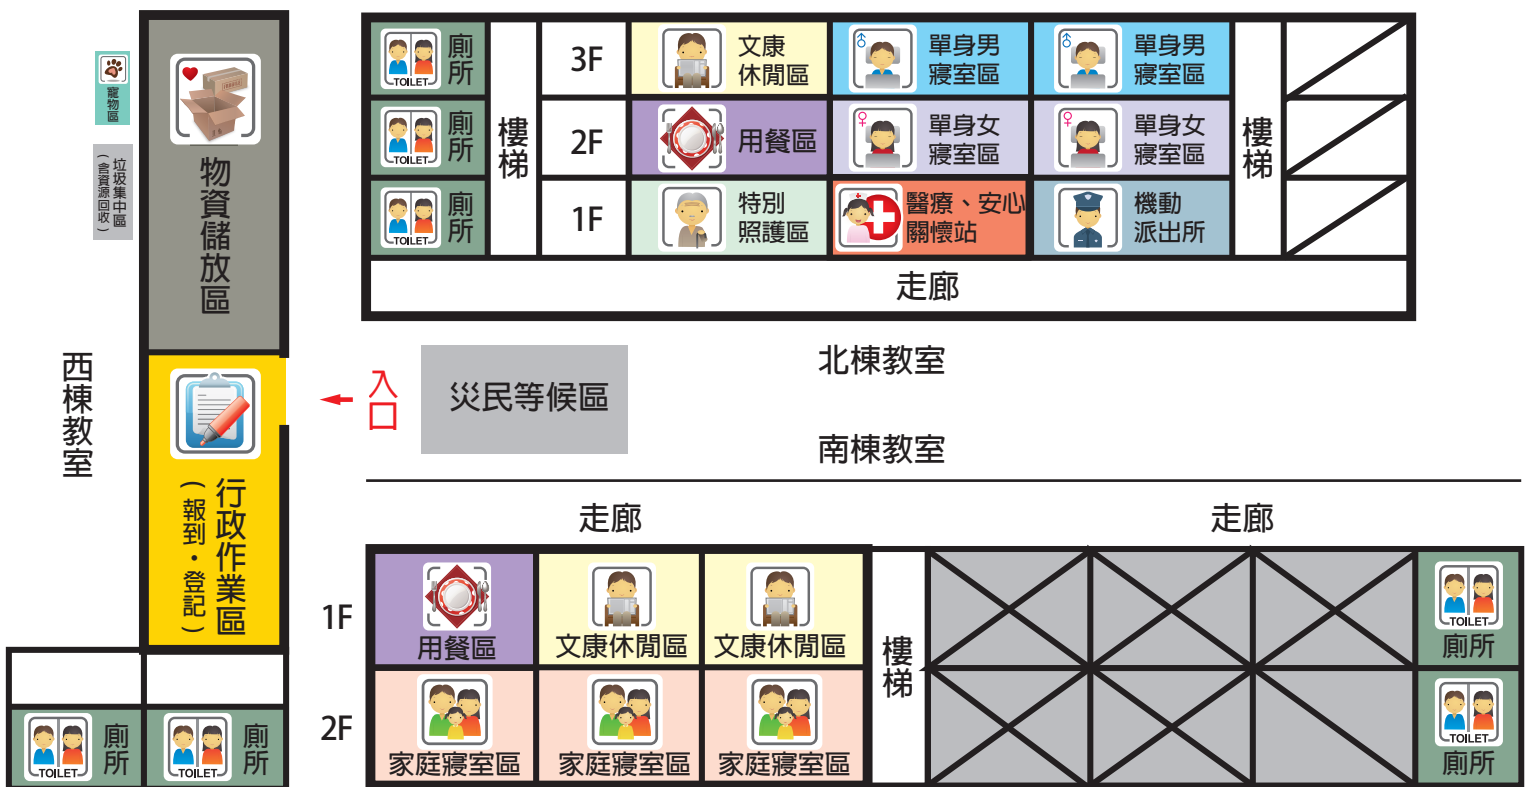 寵物區
垃圾集中區
(含資源回收)
物資儲放區
西棟教室
行政作業區
(報到・登記)
TOILET
廁所
TOILET
廁所
TOILET
廁所
樓梯
3F
文康
休閒區
單身男
寢室區
單身男
寢室區
TOILET
廁所
2F
用餐區
單身女
寢室區
單身女
寢室區
樓梯
TOILET
廁所
1F
特別
照護區
醫療、安心
關懷站
機動
派出所
走廊
北棟教室
入口
災民等候區
南棟教室
走廊
走廊
1F
用餐區
文康休閒區
文康休閒區
樓梯
TOILET
廁所
2F
家庭寢室區
家庭寢室區
家庭寢室區
TOILET
廁所